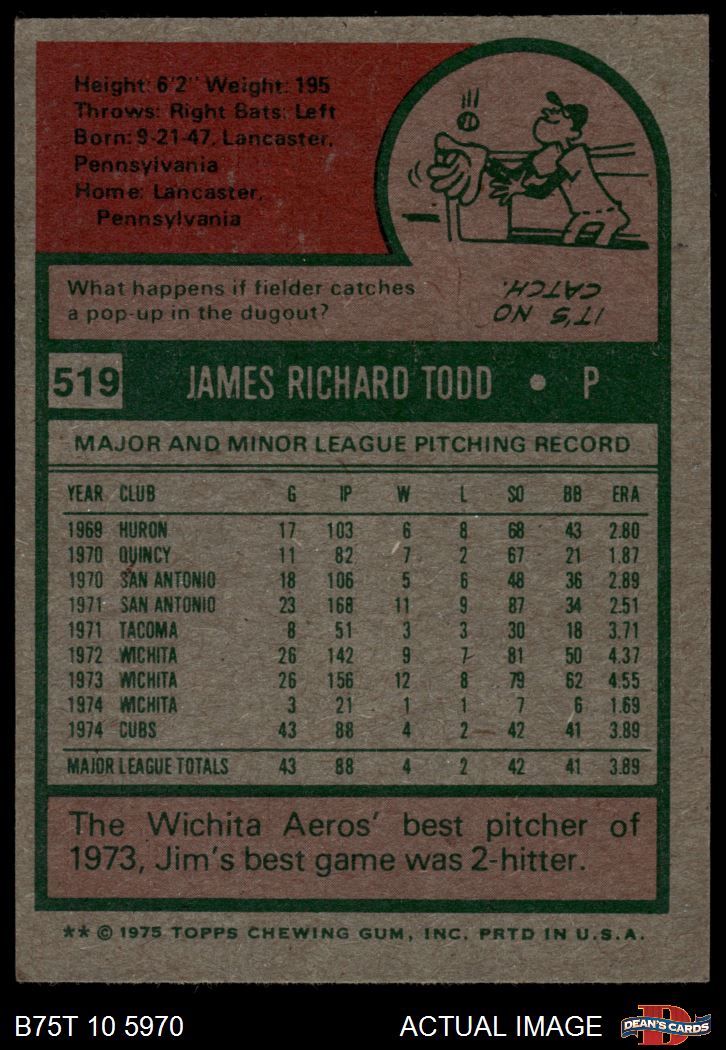 Height: 6'2" Weight: 195
Throws: Right Bats: Left
Born: 9-21-47, Lancaster,
Pennsylvania
Home: Lancaster,
Pennsylvania
What happens if fielder catches
a pop-up in the dugout?
IT'S NO
CATCH.
519 JAMES RICHARD TODD • P
MAJOR AND MINOR LEAGUE PITCHING RECORD
YEAR CLUB G IP W L SO BB ERA
1969 HURON 17 103 6 8 68 43 2.80
1970 QUINCY 11 82 7 2 67 21 1.87
1970 SAN ANTONIO 18 106 5 6 48 36 2.89
1971 SAN ANTONIO 23 168 11 9 87 34 2.51
1971 TACOMA 8 51 3 3 30 18 3.71
1972 WICHITA 26 142 9 7 81 50 4.37
1973 WICHITA 26 156 12 8 79 62 4.55
1974 WICHITA 3 21 1 1 7 6 1.69
1974 CUBS 43 88 4 2 42 41 3.89
MAJOR LEAGUE TOTALS 43 88 4 2 42 41 3.89
The Wichita Aeros' best pitcher of
1973, Jim's best game was 2-hitter.
** © 1975 TOPPS CHEWING GUM, INC. PRTD IN U.S.A.
B75T 10 5970 ACTUAL IMAGE
D
DEAN'S CARDS